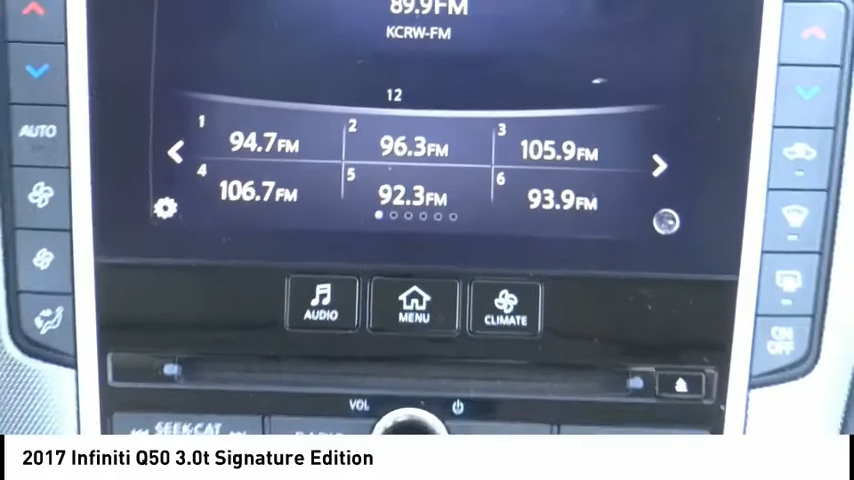 89.9FM
KCRW-FM
12
1 94.7FM 2 96.3FM 3 105.9FM
4 106.7FM 5 92.3FM 6 93.9FM
AUTO
AUDIO MENU CLIMATE
ON
OFF
VOL
SEEK·CAT
2017 Infiniti Q50 3.0t Signature Edition